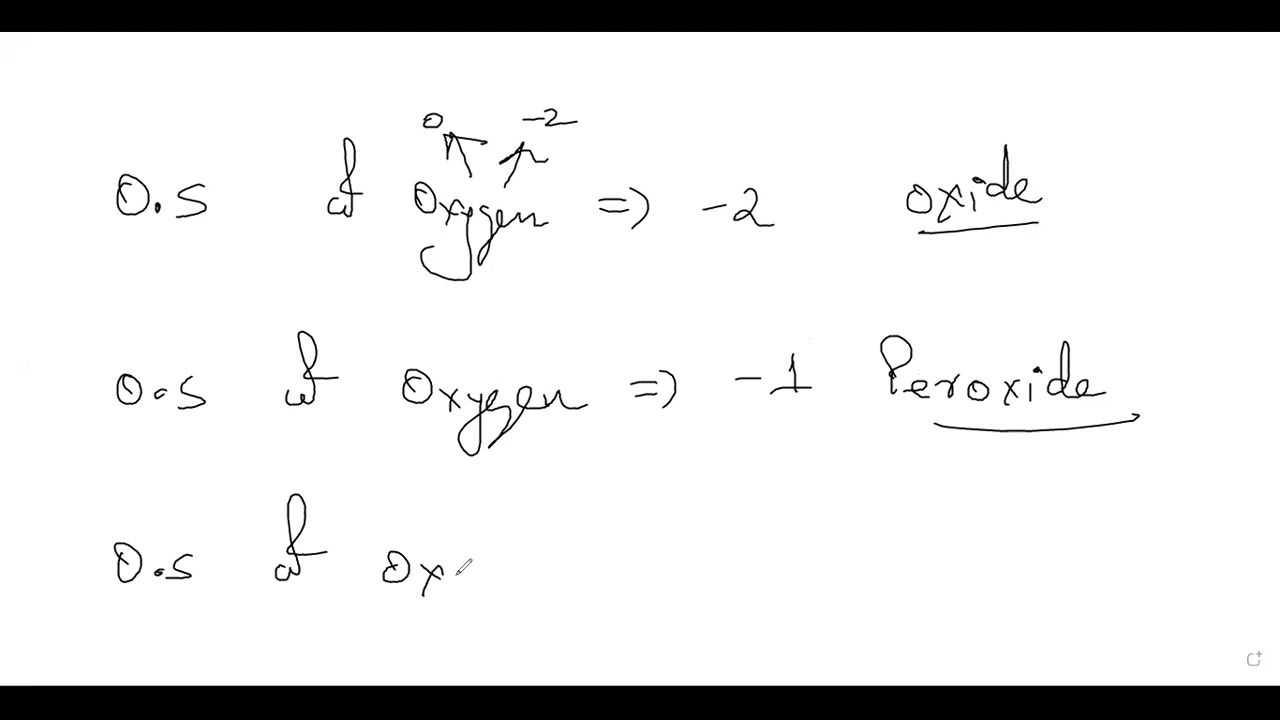 0 -2
O.S of Oxygen => -2 oxide
O.S of Oxygen => -1 Peroxide
O.S of Ox